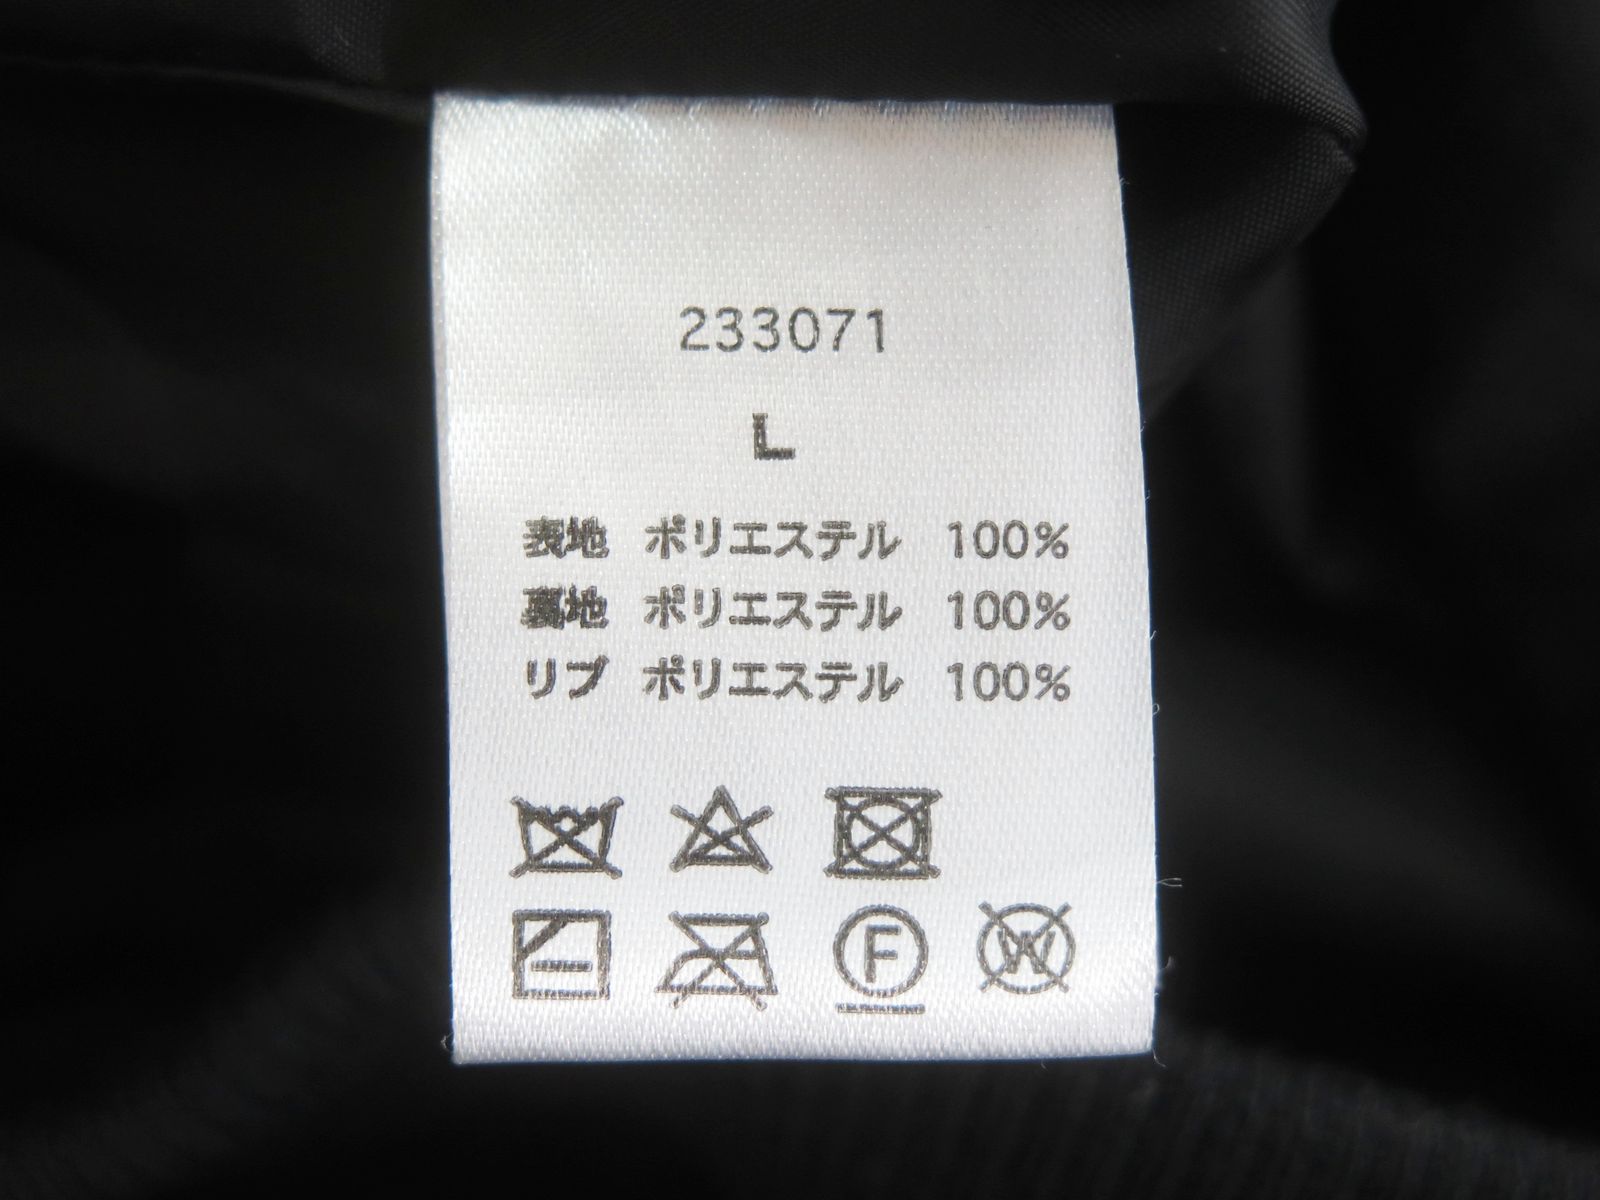 233071
L
表地 ポリエステル 100%
裏地 ポリエステル 100%
リブ ポリエステル 100%
F W